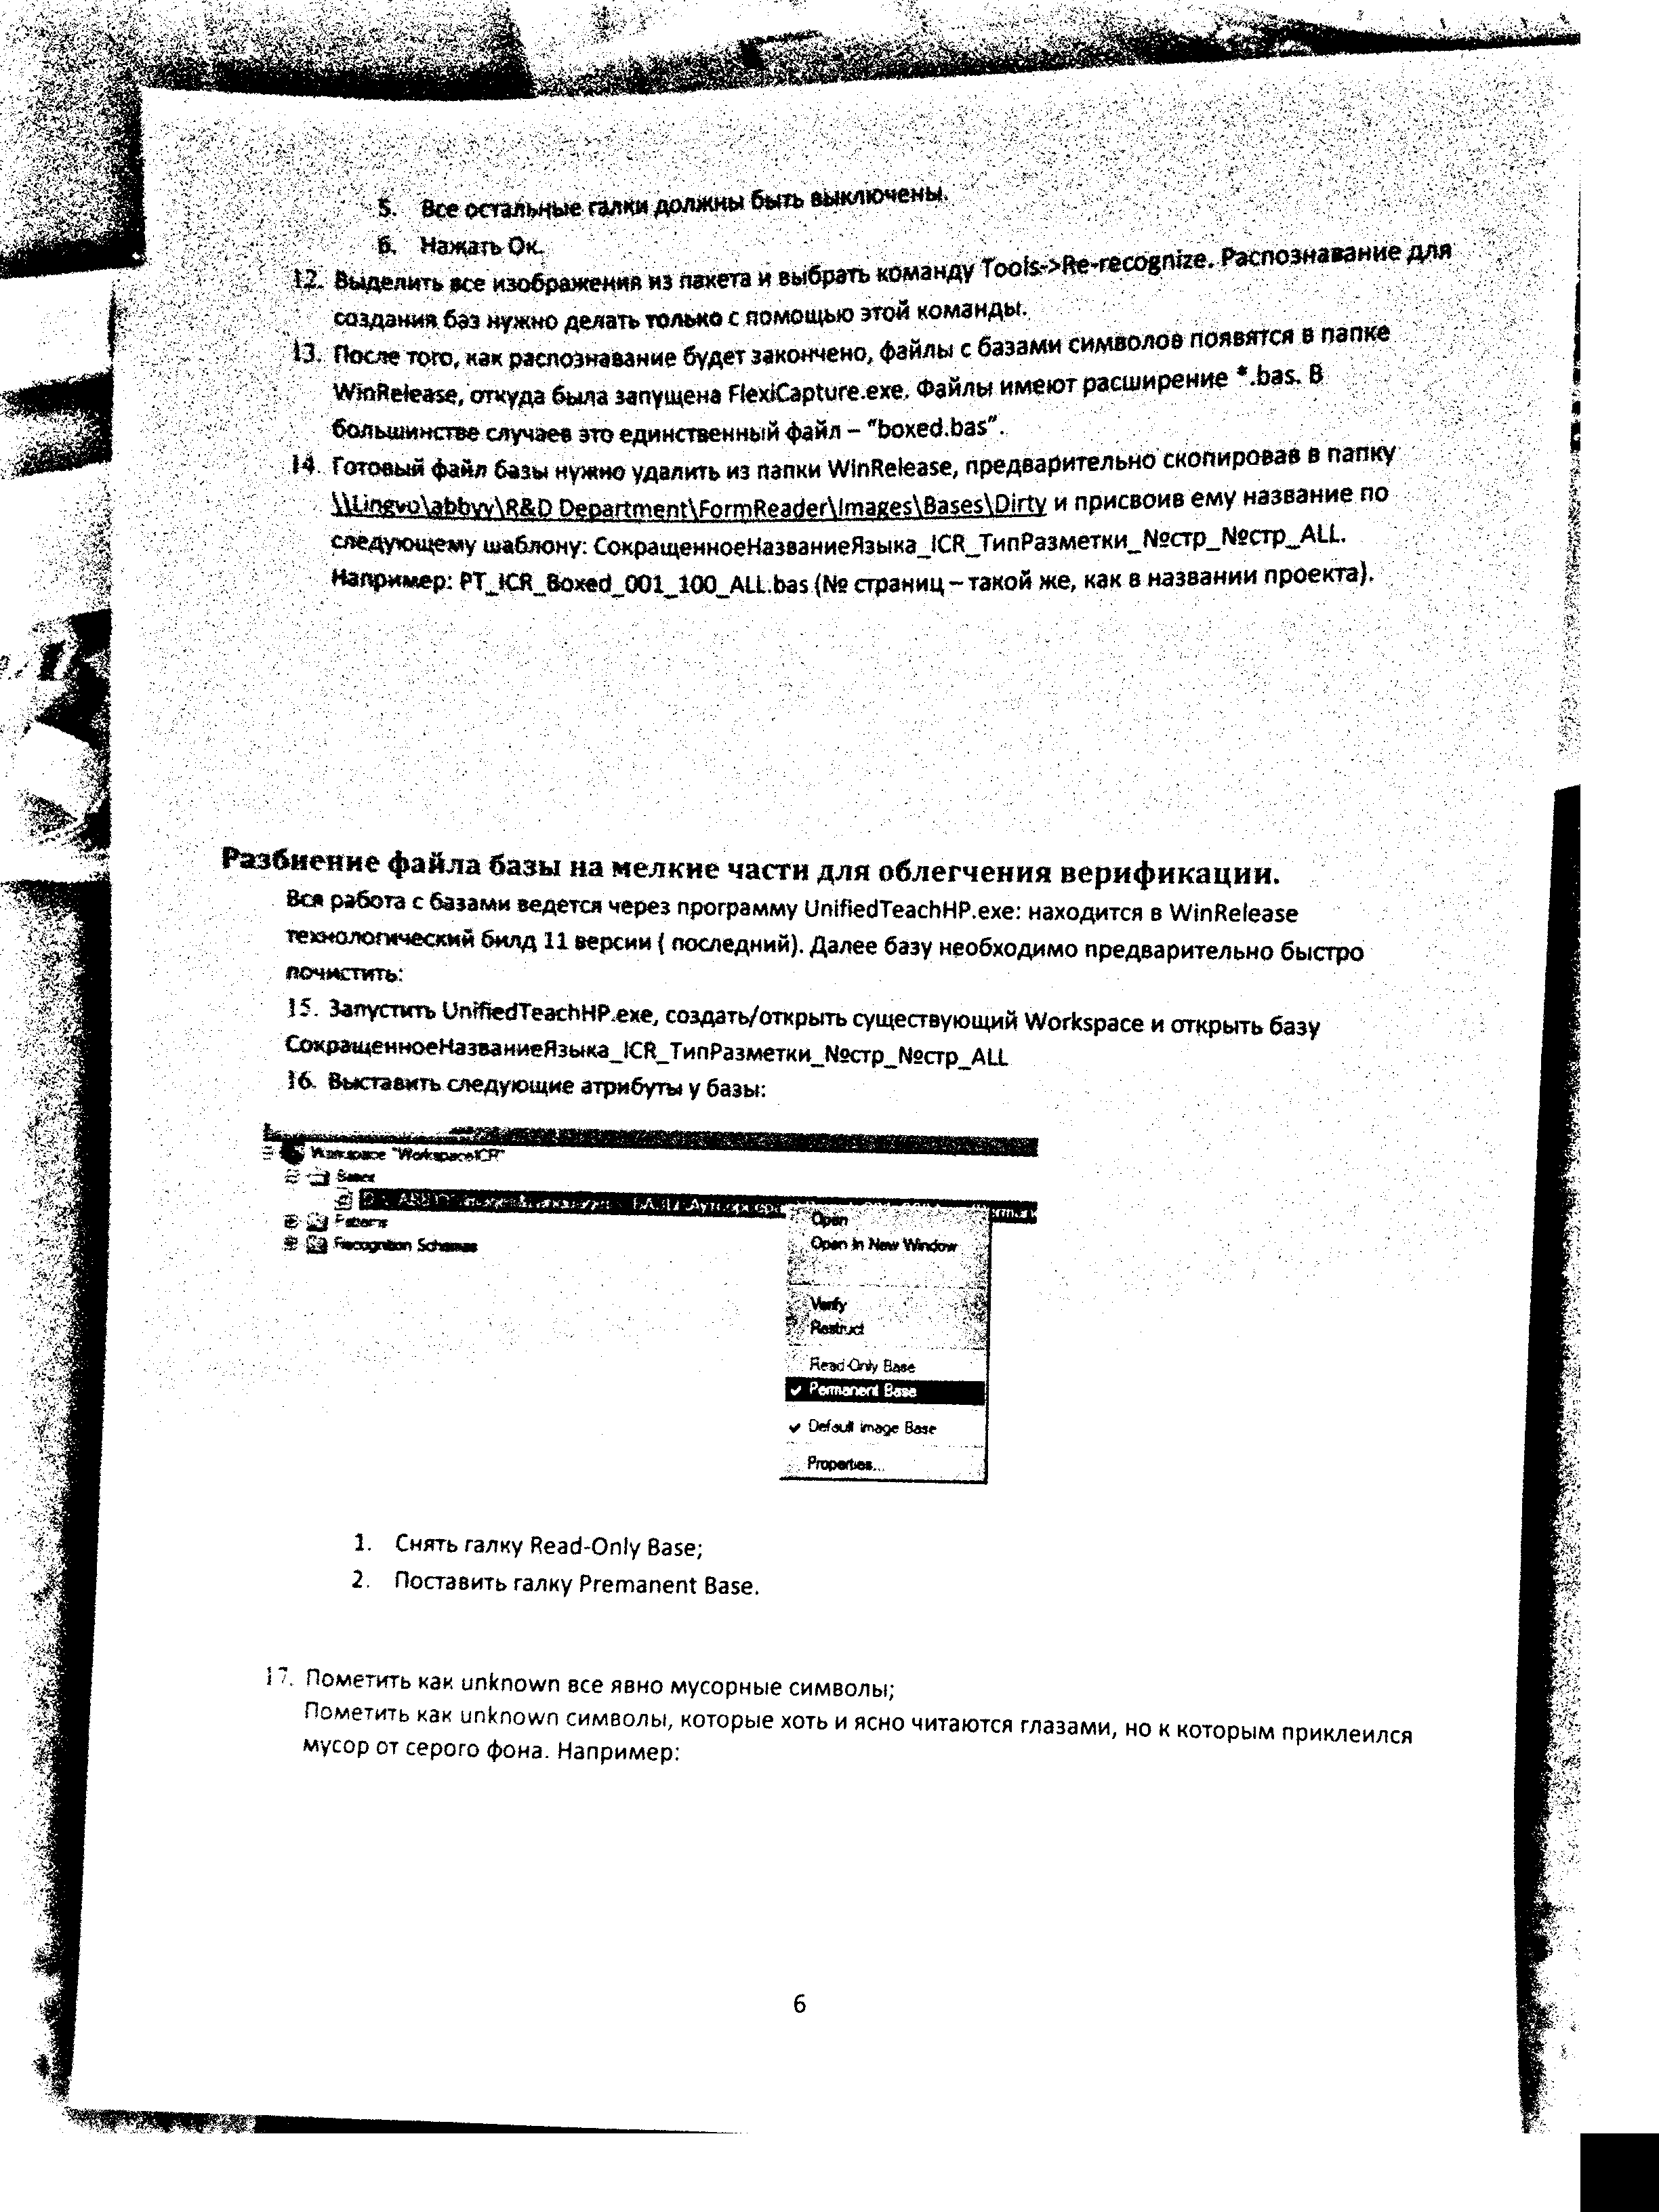 5. Все остальные галки должны быть выключены.
6. Нажать Ок.
12. Выделить все изображения из пакета и выбрать команду Tools->Re-recognize. Распознавание для
создания баз нужно делать только с помощью этой команды.
13. После того, как распознавание будет закончено, файлы с базами символов появятся в папке
WinRelease, откуда была запущена FlexiCapture.exe. Файлы имеют расширение *.bas. В
большинстве случаев это единственный файл – "boxed.bas".
14. Готовый файл базы нужно удалить из папки WinRelease, предварительно скопировав в папку
\\Lingvo\abbyy\R&D Department\FormReader\Images\Bases\Dirty и присвоив ему название по
следующему шаблону: СокращенноеНазваниеЯзыка_ICR_ТипРазметки_№стр_№стр_ALL.
Например: PT_ICR_Boxed_001_100_ALL.bas (№ страниц – такой же, как в названии проекта).
Разбиение файла базы на мелкие части для облегчения верификации.
Вся работа с базами ведется через программу UnifiedTeachHP.exe: находится в WinRelease
технологический билд 11 версии ( последний). Далее базу необходимо предварительно быстро
почистить:
15. Запустить UnifiedTeachHP.exe, создать/открыть существующий Workspace и открыть базу
СокращенноеНазваниеЯзыка_ICR_ТипРазметки_№стр_№стр_ALL
16. Выставить следующие атрибуты у базы:
Workspace "WorkspaceICR"
Bases
Patterns
Recognition Schemas
Open
Open in New Window
Verify
Restruct
Read-Only Base
Permanent Base
Default image Base
Properties...
1. Снять галку Read-Only Base;
2. Поставить галку Premanent Base.
17. Пометить как unknown все явно мусорные символы;
Пометить как unknown символы, которые хоть и ясно читаются глазами, но к которым приклеился
мусор от серого фона. Например:
6